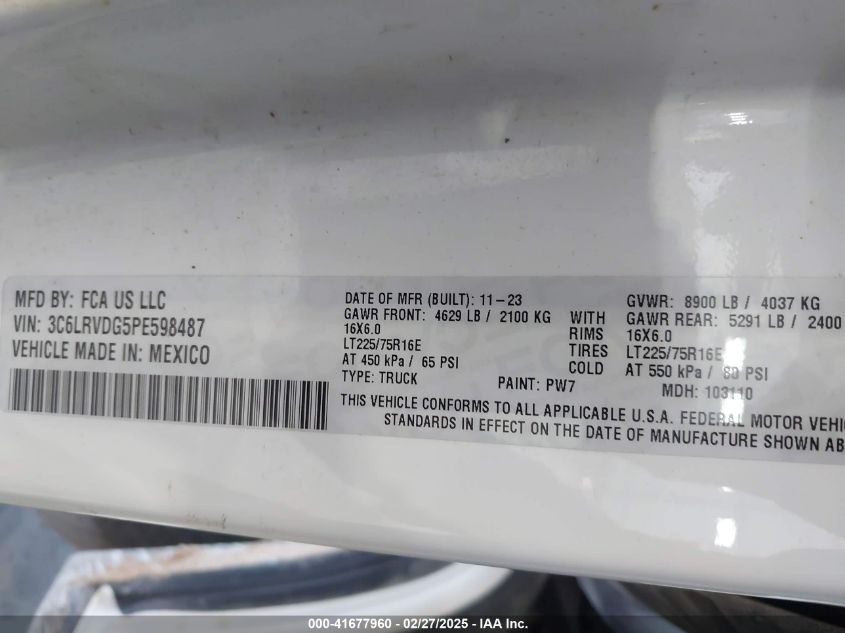 MFD BY: FCA US LLC
VIN: 3C6LRVDG5PE598487
VEHICLE MADE IN: MEXICO
DATE OF MFR (BUILT): 11-23 GVWR: 8900 LB / 4037 KG
GAWR FRONT: 4629 LB / 2100 KG WITH GAWR REAR: 5291 LB / 2400
16X6.0 RIMS 16X6.0
LT225/75R16E TIRES LT225/75R16E
AT 450 kPa / 65 PSI COLD AT 550 kPa / 80 PSI
TYPE: TRUCK PAINT: PW7 MDH: 103110
THIS VEHICLE CONFORMS TO ALL APPLICABLE U.S.A. FEDERAL MOTOR VEHI
STANDARDS IN EFFECT ON THE DATE OF MANUFACTURE SHOWN AB
000-41677960 / 02/27/2025 - IAA Inc.